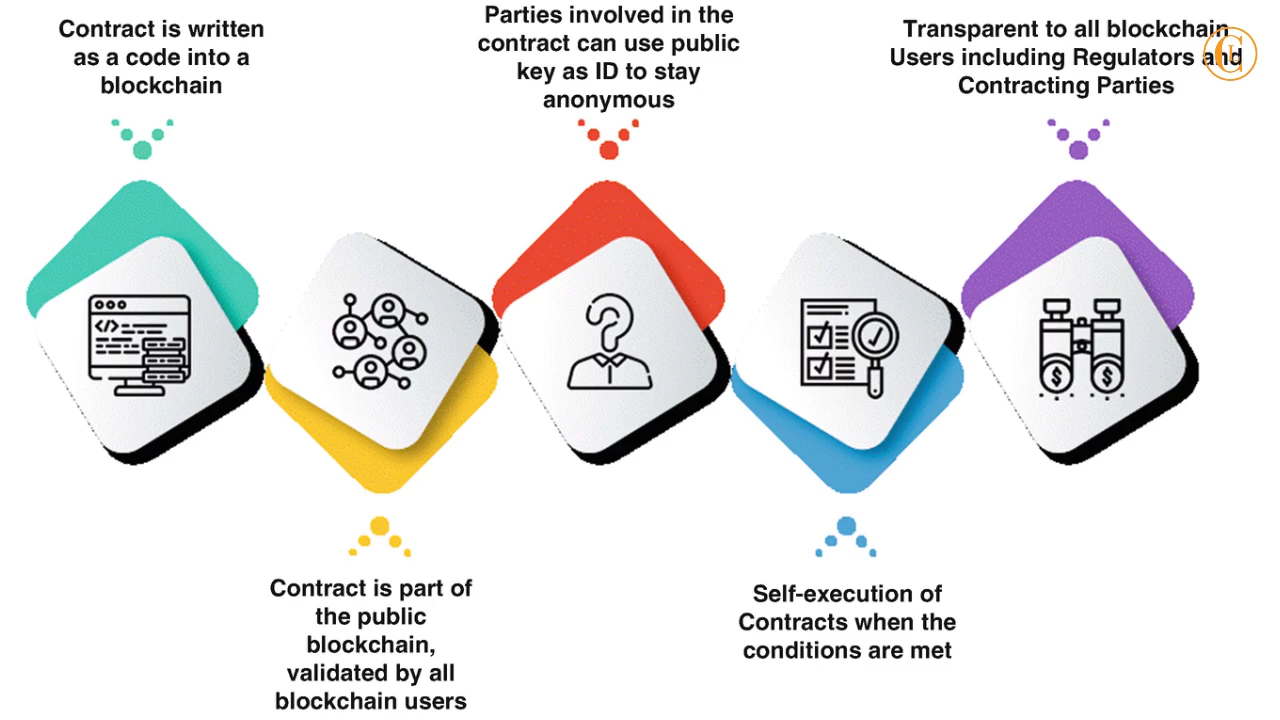 Contract is written
as a code into a
blockchain
Contract is part of
the public
blockchain,
validated by all
blockchain users
Parties involved in the
contract can use public
key as ID to stay
anonymous
Self-execution of
Contracts when the
conditions are met
Transparent to all blockchain
Users including Regulators and
Contracting Parties